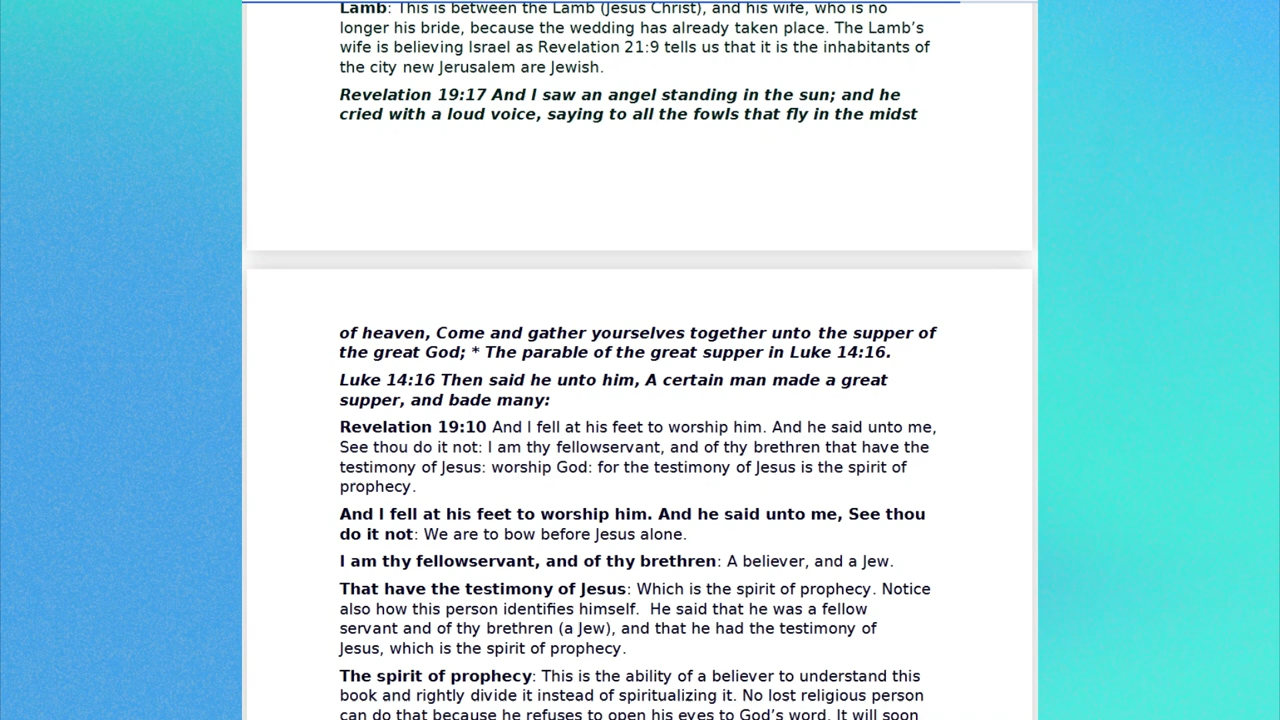 Lamb: This is between the Lamb (Jesus Christ), and his wife, who is no
longer his bride, because the wedding has already taken place. The Lamb’s
wife is believing Israel as Revelation 21:9 tells us that it is the inhabitants of
the city new Jerusalem are Jewish.
Revelation 19:17 And I saw an angel standing in the sun; and he
cried with a loud voice, saying to all the fowls that fly in the midst
of heaven, Come and gather yourselves together unto the supper of
the great God; * The parable of the great supper in Luke 14:16.
Luke 14:16 Then said he unto him, A certain man made a great
supper, and bade many:
Revelation 19:10 And I fell at his feet to worship him. And he said unto me,
See thou do it not: I am thy fellowservant, and of thy brethren that have the
testimony of Jesus: worship God: for the testimony of Jesus is the spirit of
prophecy.
And I fell at his feet to worship him. And he said unto me, See thou
do it not: We are to bow before Jesus alone.
I am thy fellowservant, and of thy brethren: A believer, and a Jew.
That have the testimony of Jesus: Which is the spirit of prophecy. Notice
also how this person identifies himself.  He said that he was a fellow
servant and of thy brethren (a Jew), and that he had the testimony of
Jesus, which is the spirit of prophecy.
The spirit of prophecy: This is the ability of a believer to understand this
book and rightly divide it instead of spiritualizing it. No lost religious person
can do that because he refuses to open his eyes to God’s word. It will soon